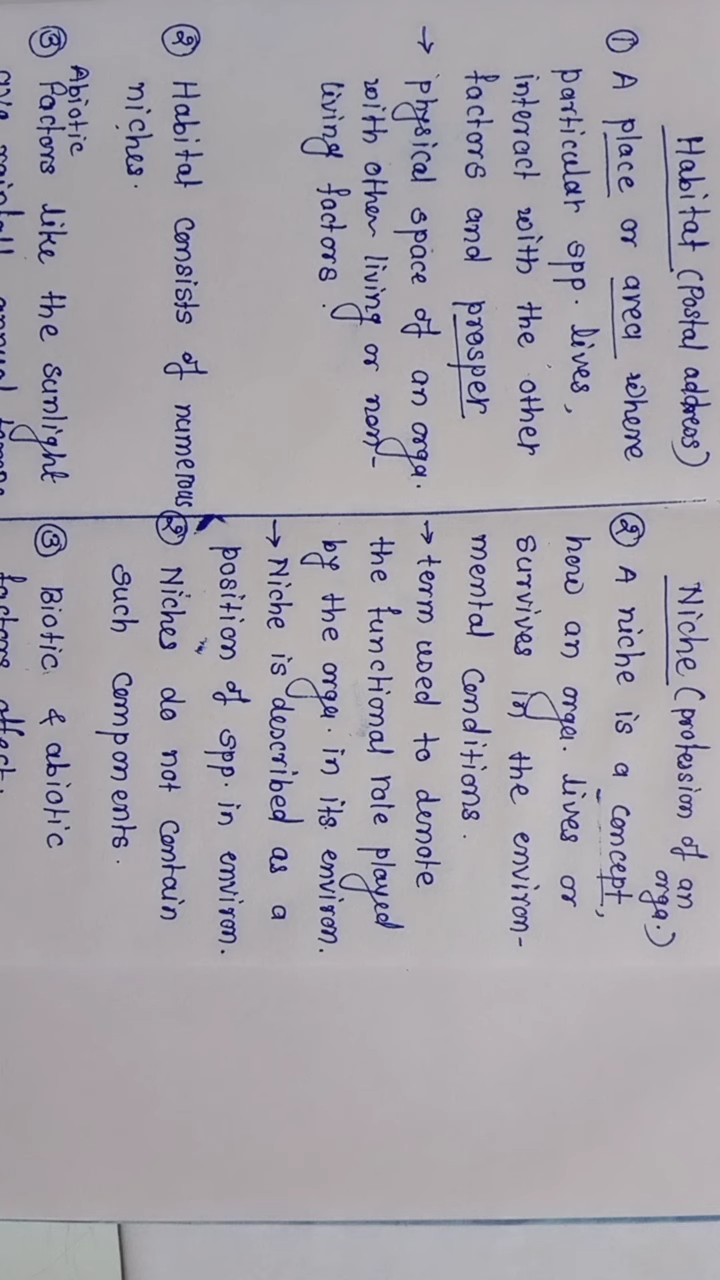 Habitat (Postal address)
① A place or area where
particular spp. lives,
interact with the other
factors and prosper
→ Physical space of an orga.
with other living or non-
living factors.
② Habitat consists of numerous
niches.
Abiotic
③ Factors like the sunlight
Niche (profession of an
orga.)
② A niche is a concept,
how an orga. lives or
survives in the environ-
mental conditions.
→ term used to denote
the functional role played
by the orga. in its environ.
→ Niche is described as a
position of spp. in environ.
② Niches do not contain
such components.
③ Biotic & abiotic
factors affect.